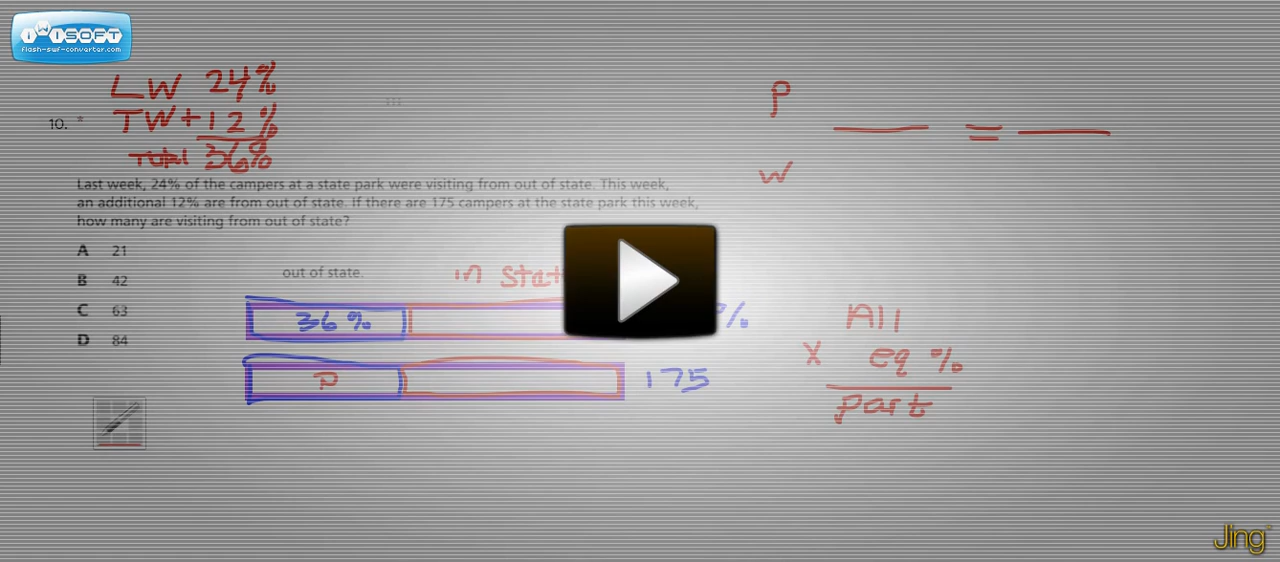 iWiSOFT
flash-swf-converter.com
LW 24%
10. * TW + 12%
Total 36%
P
W
Last week, 24% of the campers at a state park were visiting from out of state. This week,
an additional 12% are from out of state. If there are 175 campers at the state park this week,
how many are visiting from out of state?
A 21
B 42
C 63
D 84
out of state. in
36% %
P 175
All
X eq %
part
Jing